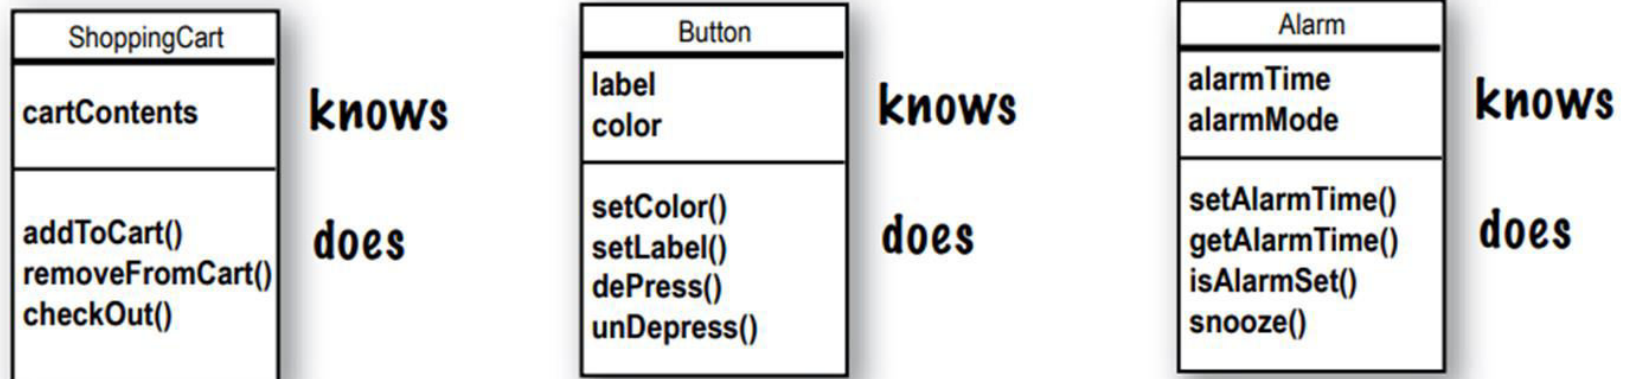 ShoppingCart
cartContents
knows
addToCart()
removeFromCart()
checkOut()
does
Button
label
color
knows
setColor()
setLabel()
dePress()
unDepress()
does
Alarm
alarmTime
alarmMode
knows
setAlarmTime()
getAlarmTime()
isAlarmSet()
snooze()
does